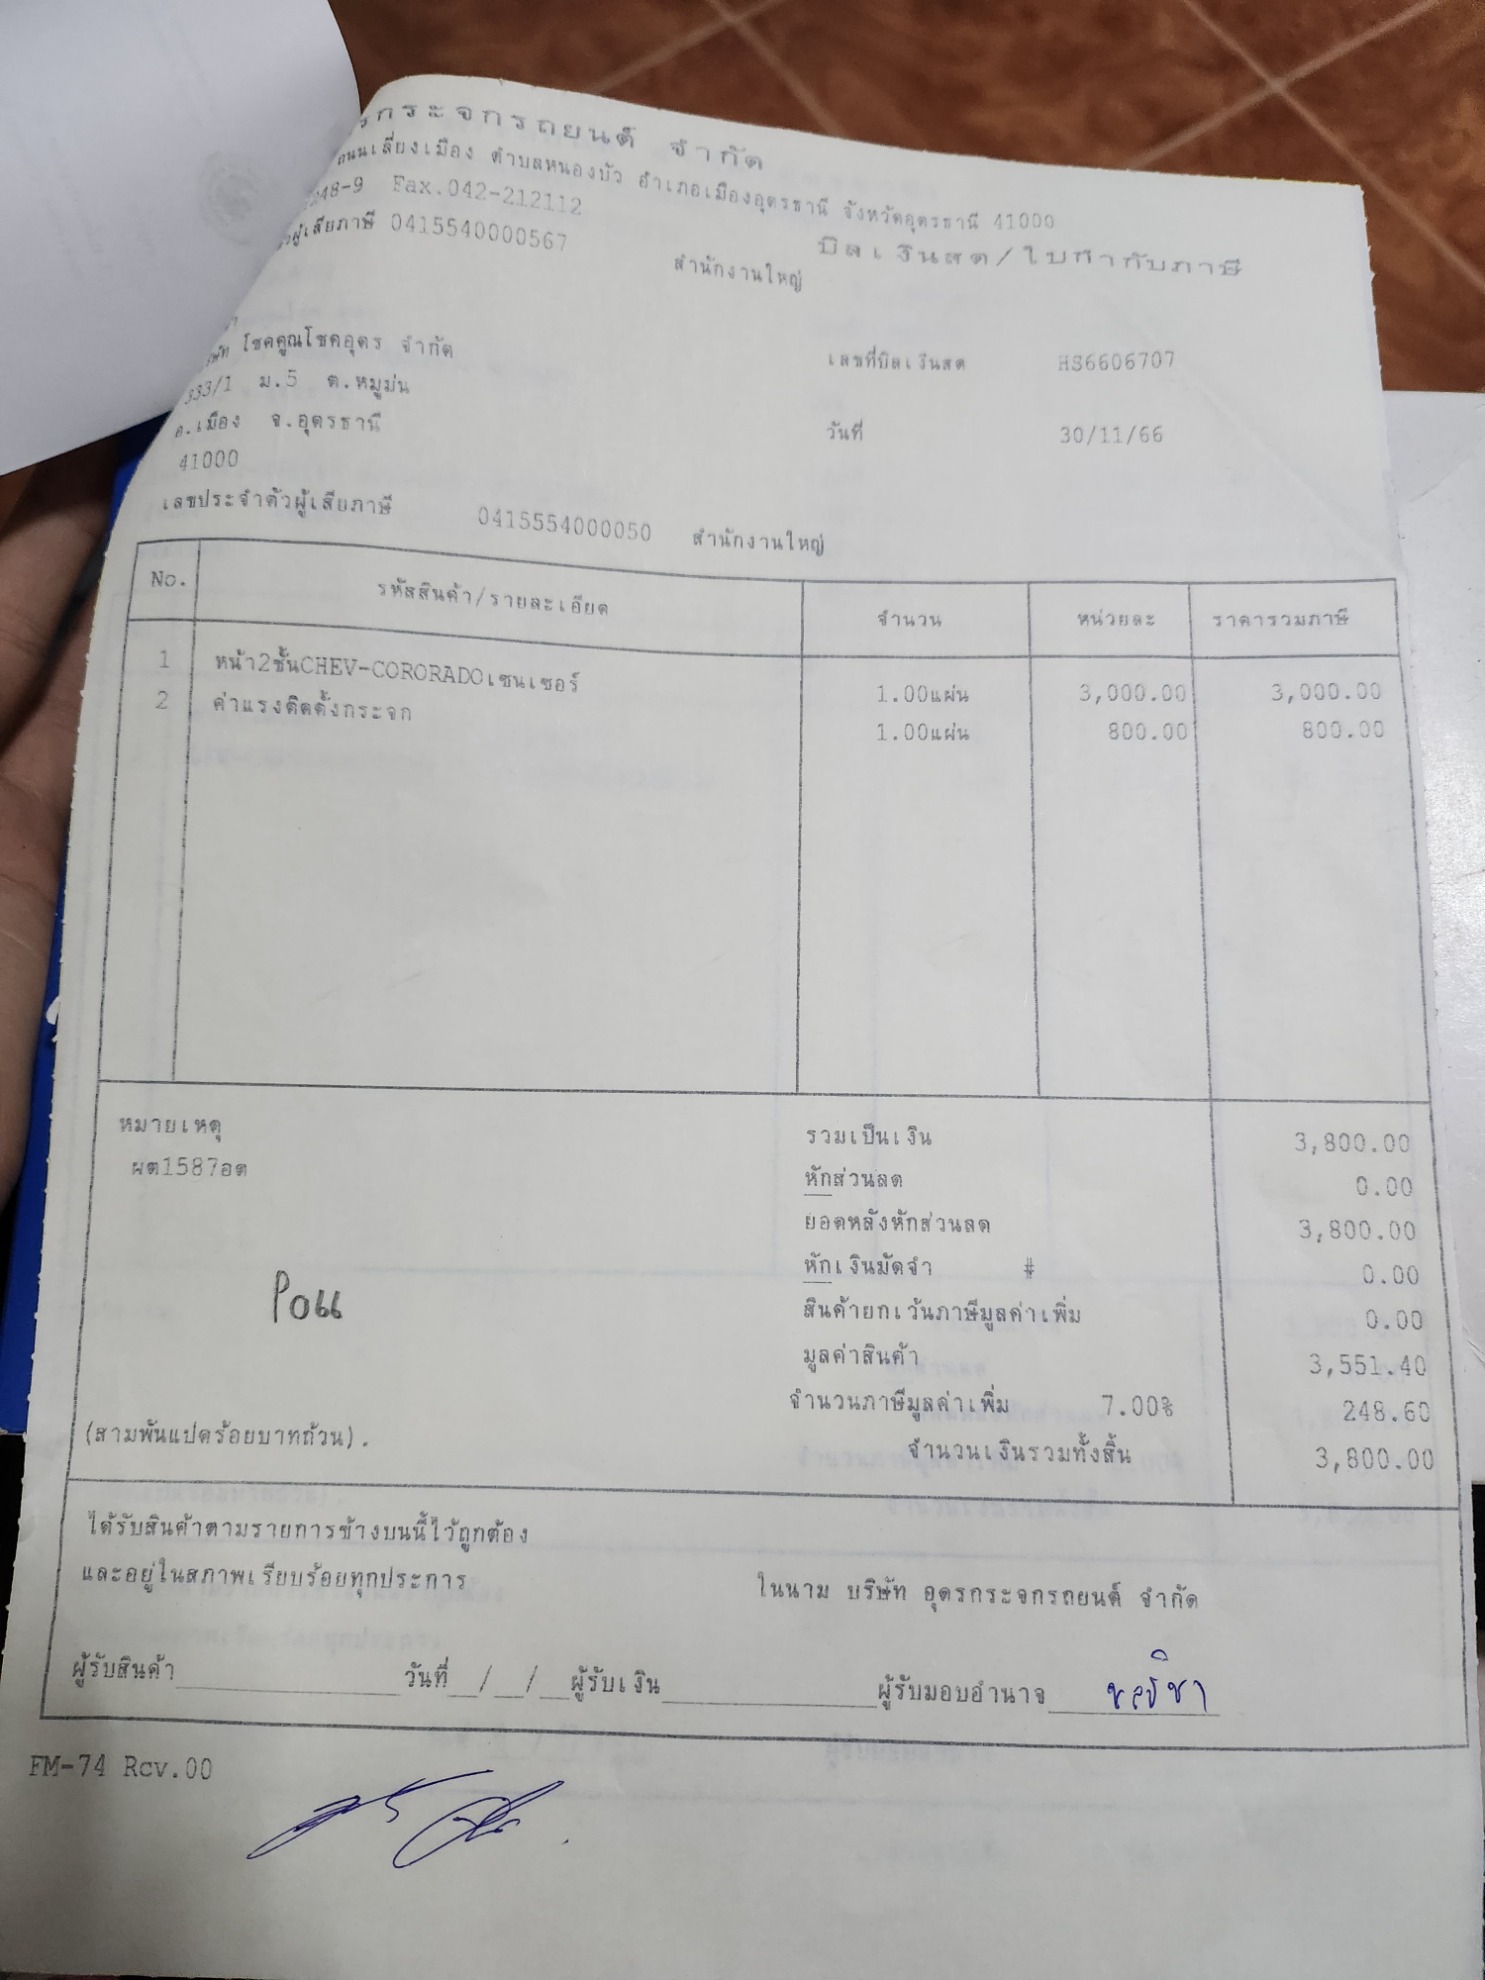 กระจกรถยนต์ จำกัด
ถนนเลี่ยงเมือง ตำบลหนองบัว อำเภอเมืองอุดรธานี จังหวัดอุดรธานี 41000
248-9 Fax.042-212112
ผู้เสียภาษี 0415540000567 สำนักงานใหญ่ บิลเงินสด/ใบกำกับภาษี
โชคคูณโชคอุดร จำกัด เลขที่บิลเงินสด HS6606707
333/1 ม.5 ต.หมูม่น
อ.เมือง จ.อุดรธานี วันที่ 30/11/66
41000
เลขประจำตัวผู้เสียภาษี 0415554000050 สำนักงานใหญ่
No. รหัสสินค้า/รายละเอียด จำนวน หน่วยละ ราคารวมภาษี
1 หน้า2ชั้นCHEV-CORORADOเซนเซอร์ 1.00แผ่น 3,000.00 3,000.00
2 ค่าแรงติดตั้งกระจก 1.00แผ่น 800.00 800.00
หมายเหตุ รวมเป็นเงิน 3,800.00
ผต1587อด หักส่วนลด 0.00
ยอดหลังหักส่วนลด 3,800.00
หักเงินมัดจำ # 0.00
สินค้ายกเว้นภาษีมูลค่าเพิ่ม 0.00
P066
มูลค่าสินค้า 3,551.40
จำนวนภาษีมูลค่าเพิ่ม 7.00% 248.60
(สามพันแปดร้อยบาทถ้วน). จำนวนเงินรวมทั้งสิ้น 3,800.00
ได้รับสินค้าตามรายการข้างบนนี้ไว้ถูกต้อง
และอยู่ในสภาพเรียบร้อยทุกประการ ในนาม บริษัท อุดรกระจกรถยนต์ จำกัด
ผู้รับสินค้า วันที่__/__/__ผู้รับเงิน ผู้รับมอบอำนาจ ชลธิชา
FM-74 Rev.00